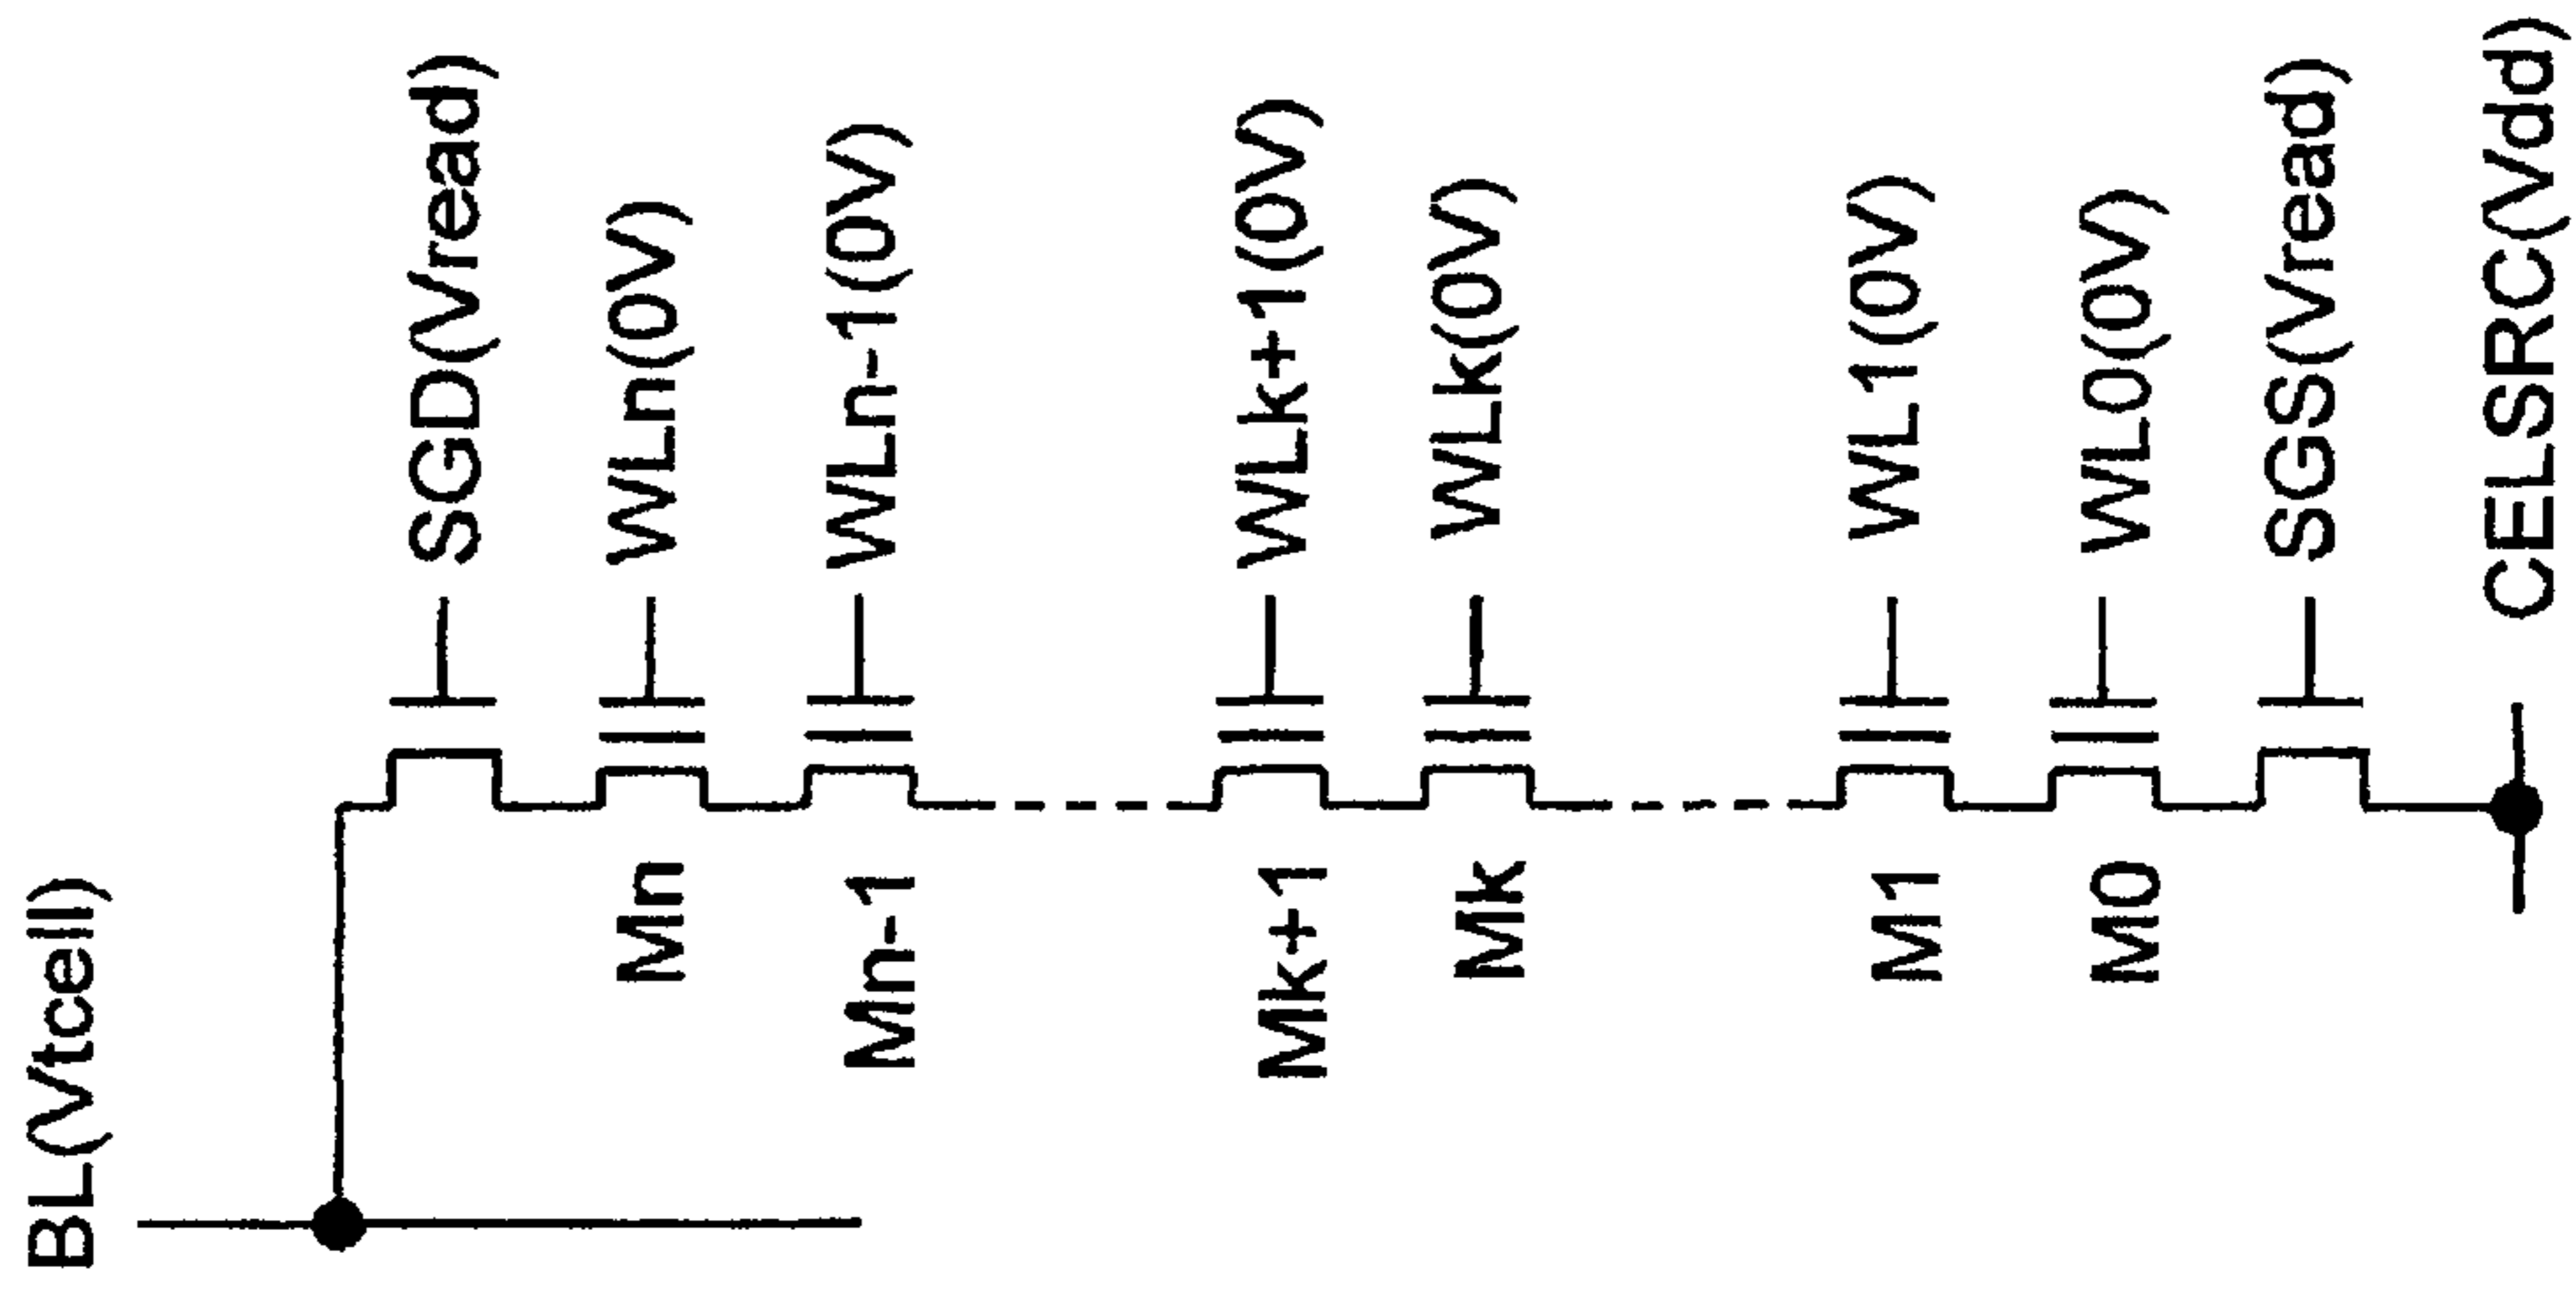 BL(Vtcell)
SGD(Vread)
WLn(0V)
Mn
WLn-1(0V)
Mn-1
WLk+1(0V)
Mk+1
WLk(0V)
Mk
WL1(0V)
M1
WL0(0V)
M0
SGS(Vread)
CELSRC(Vdd)